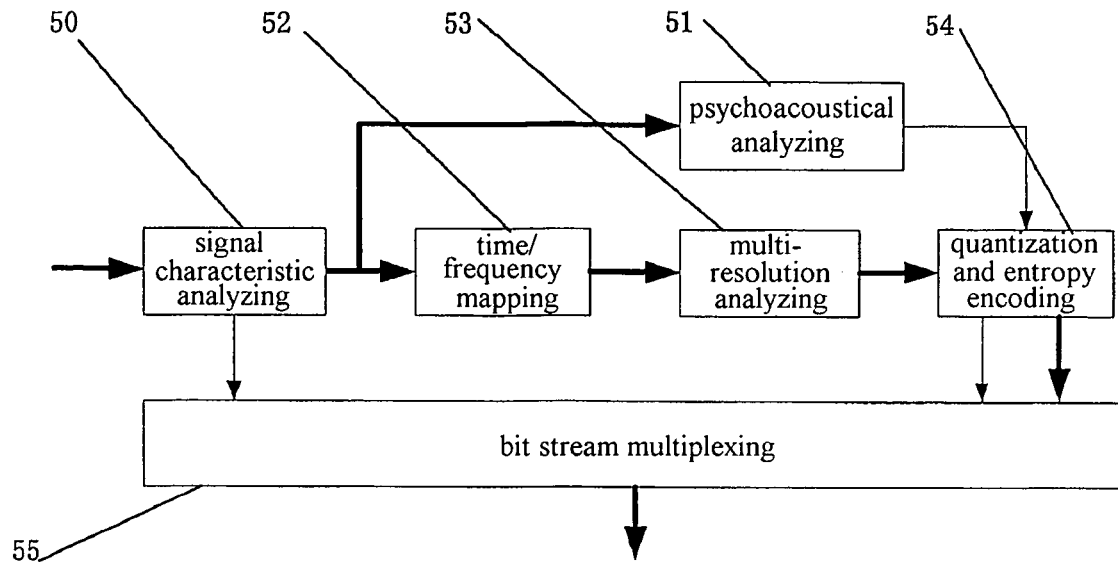 50
52
53
51
54
psychoacoustical
analyzing
signal
characteristic
analyzing
time/
frequency
mapping
multi-
resolution
analyzing
quantization
and entropy
encoding
bit stream multiplexing
55